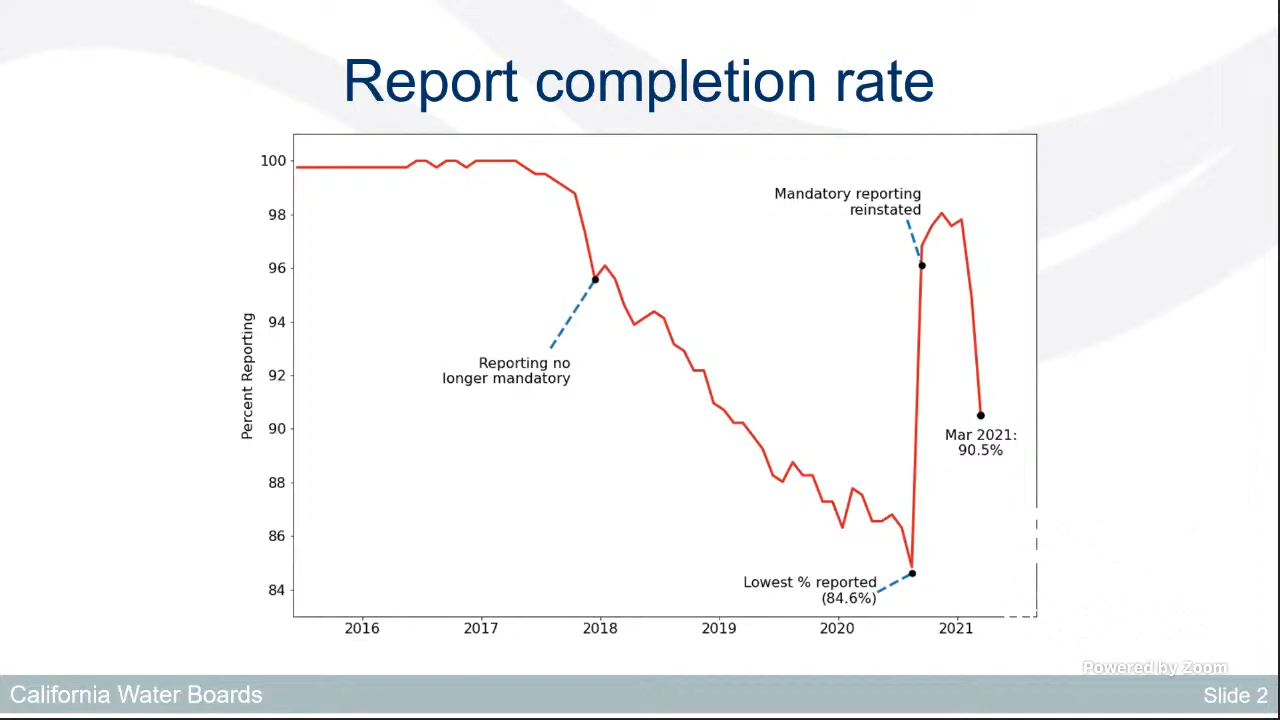 Report completion rate
100
98
96
94
92
90
88
86
84
Percent Reporting
Mandatory reporting
reinstated
Reporting no
longer mandatory
Mar 2021:
90.5%
Lowest % reported
(84.6%)
2016
2017
2018
2019
2020
2021
Powered by Zoom
California Water Boards
Slide 2